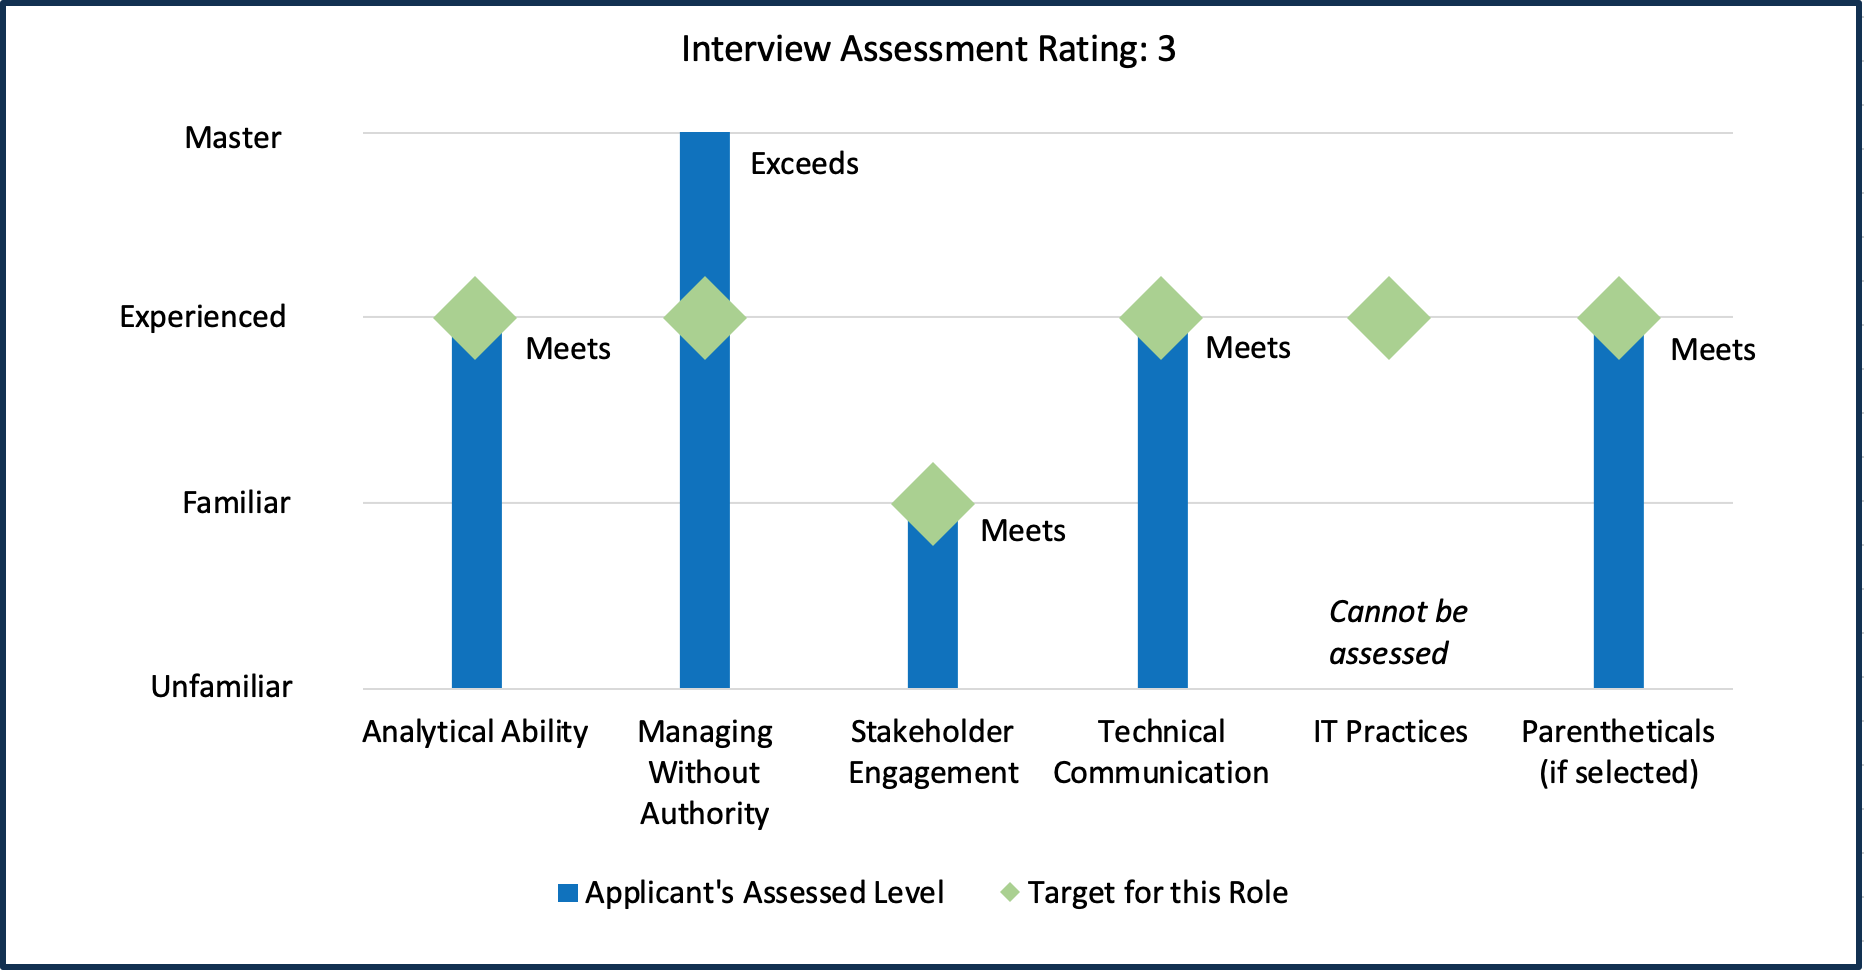 Interview Assessment Rating: 3
Master
Exceeds
Experienced
Meets
Meets
Meets
Familiar
Meets
Cannot be
assessed
Unfamiliar
Analytical Ability
Managing
Without
Authority
Stakeholder
Engagement
Technical
Communication
IT Practices
Parentheticals
(if selected)
Applicant's Assessed Level
Target for this Role